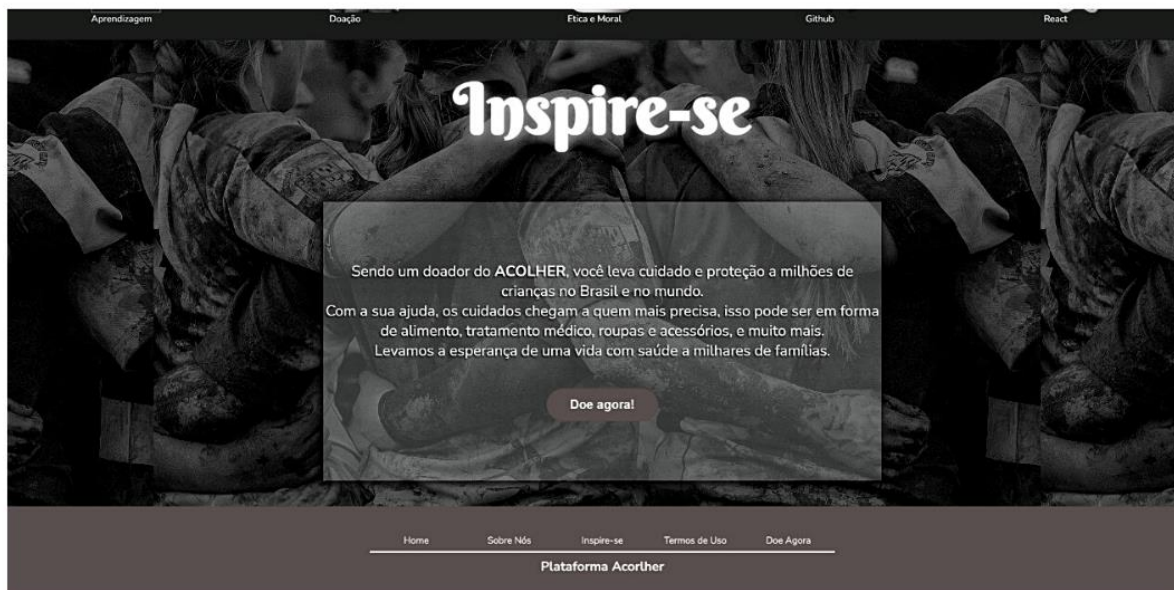 Aprendizagem
Doação
Etica e Moral
Github
React
Inspire-se
Sendo um doador do ACOLHER, você leva cuidado e proteção a milhões de
crianças no Brasil e no mundo.
Com a sua ajuda, os cuidados chegam a quem mais precisa, isso pode ser em forma
de alimento, tratamento médico, roupas e acessórios, e muito mais.
Levamos a esperança de uma vida com saúde a milhares de famílias.
Doe agora!
Home
Sobre Nós
Inspire-se
Termos de Uso
Doe Agora
Plataforma Acorlher